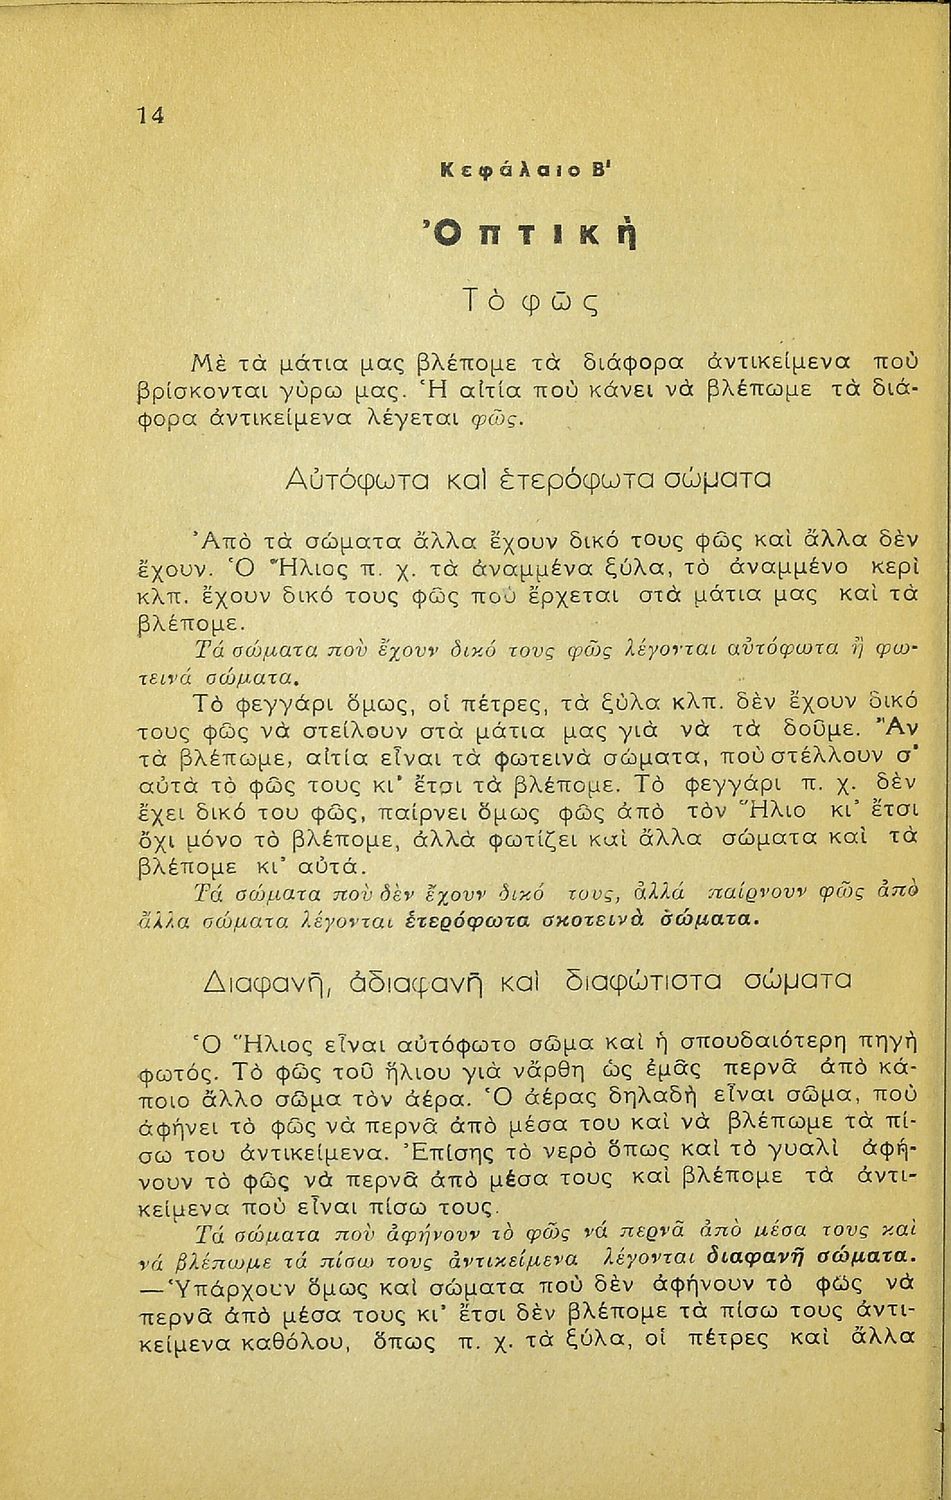 14
Κεφάλαιο Β'
Ὀπτικὴ
Τὸ φῶς
Μὲ τὰ μάτια μας βλέπομε τὰ διάφορα ἀντικείμενα ποὺ
βρίσκονται γύρω μας. Ἡ αἰτία ποὺ κάνει νὰ βλέπωμε τὰ διά-
φορα ἀντικείμενα λέγεται φῶς.
Αὐτόφωτα καὶ ἑτερόφωτα σώματα
Ἀπὸ τὰ σώματα ἄλλα ἔχουν δικό τους φῶς καὶ ἄλλα δὲν
ἔχουν. Ὁ Ἥλιος π. χ. τὰ ἀναμμένα ξύλα, τὸ ἀναμμένο κερὶ
κλπ. ἔχουν δικό τους φῶς ποὺ ἔρχεται στὰ μάτια μας καὶ τὰ
βλέπομε.
Τά σώματα ποὺ ἔχουν δικό τους φῶς λέγονται αὐτόφωτα ἢ φω-
τεινά σώματα.
Τὸ φεγγάρι ὅμως, οἱ πέτρες, τὰ ξύλα κλπ. δὲν ἔχουν δικό
τους φῶς νὰ στείλουν στὰ μάτια μας γιὰ νὰ τὰ δοῦμε. Ἂν
τὰ βλέπωμε, αἰτία εἶναι τὰ φωτεινὰ σώματα, ποὺ στέλλουν σ'
αὐτὰ τὸ φῶς τους κι' ἔτσι τὰ βλέπομε. Τὸ φεγγάρι π. χ. δὲν
ἔχει δικό του φῶς, παίρνει ὅμως φῶς ἀπὸ τὸν Ἥλιο κι' ἔτσι
ὄχι μόνο τὸ βλέπομε, ἀλλὰ φωτίζει καὶ ἄλλα σώματα καὶ τὰ
βλέπομε κι' αὐτά.
Τά σώματα ποὺ δὲν ἔχουν δικό τους, ἀλλά παίρνουν φῶς ἀπὸ
ἄλλα σώματα λέγονται ἑτερόφωτα σκοτεινὰ σώματα.
Διαφανῆ, ἀδιαφανῆ καὶ διαφώτιστα σώματα
Ὁ Ἥλιος εἶναι αὐτόφωτο σῶμα καὶ ἡ σπουδαιότερη πηγὴ
φωτός. Τὸ φῶς τοῦ ἥλιου γιὰ νἄρθη ὡς ἐμᾶς περνᾶ ἀπὸ κά-
ποιο ἄλλο σῶμα τὸν ἀέρα. Ὁ ἀέρας δηλαδὴ εἶναι σῶμα, ποὺ
ἀφήνει τὸ φῶς νὰ περνᾶ ἀπὸ μέσα του καὶ νὰ βλέπωμε τὰ πί-
σω του ἀντικείμενα. Ἐπίσης τὸ νερὸ ὅπως καὶ τὸ γυαλὶ ἀφή-
νουν τὸ φῶς νὰ περνᾶ ἀπὸ μέσα τους καὶ βλέπομε τὰ ἀντι-
κείμενα ποὺ εἶναι πίσω τους.
Τά σώματα ποὺ ἀφήνουν τὸ φῶς νά περνᾶ ἀπὸ μέσα τους καὶ
νά βλέπωμε τά πίσω τους ἀντικείμενα λέγονται διαφανῆ σώματα.
— Ὑπάρχουν ὅμως καὶ σώματα ποὺ δὲν ἀφήνουν τὸ φῶς νὰ
περνᾶ ἀπὸ μέσα τους κι' ἔτσι δὲν βλέπομε τὰ πίσω τους ἀντι-
κείμενα καθόλου, ὅπως π. χ. τὰ ξύλα, οἱ πέτρες καὶ ἄλλα